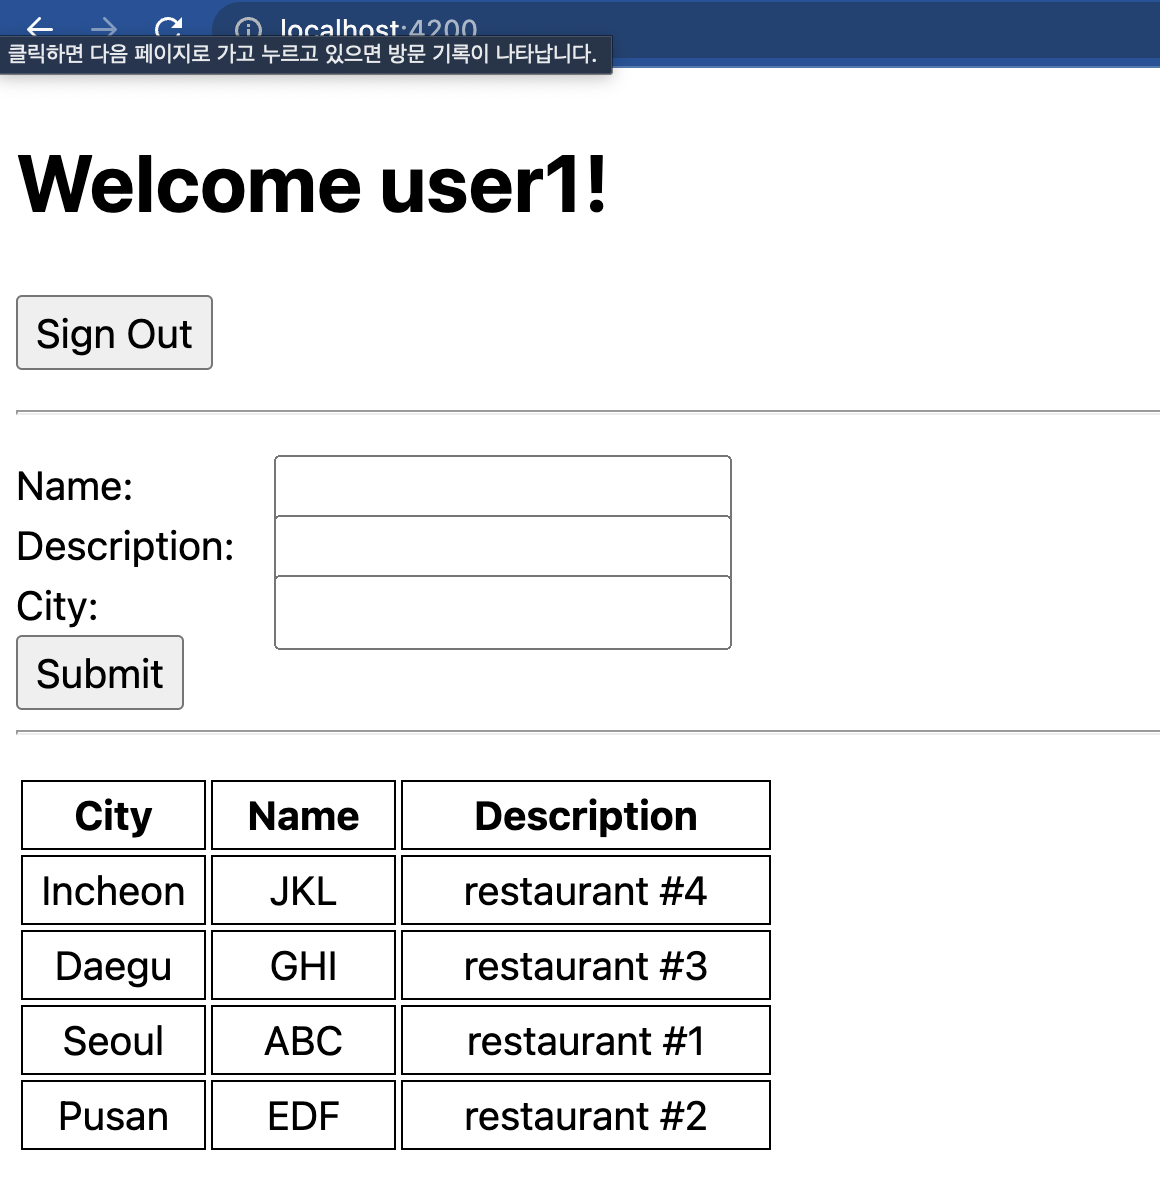 localhost:4200
클릭하면 다음 페이지로 가고 누르고 있으면 방문 기록이 나타납니다.
Welcome user1!
Sign Out
Name:
Description:
City:
Submit
City Name Description
Incheon JKL restaurant #4
Daegu GHI restaurant #3
Seoul ABC restaurant #1
Pusan EDF restaurant #2